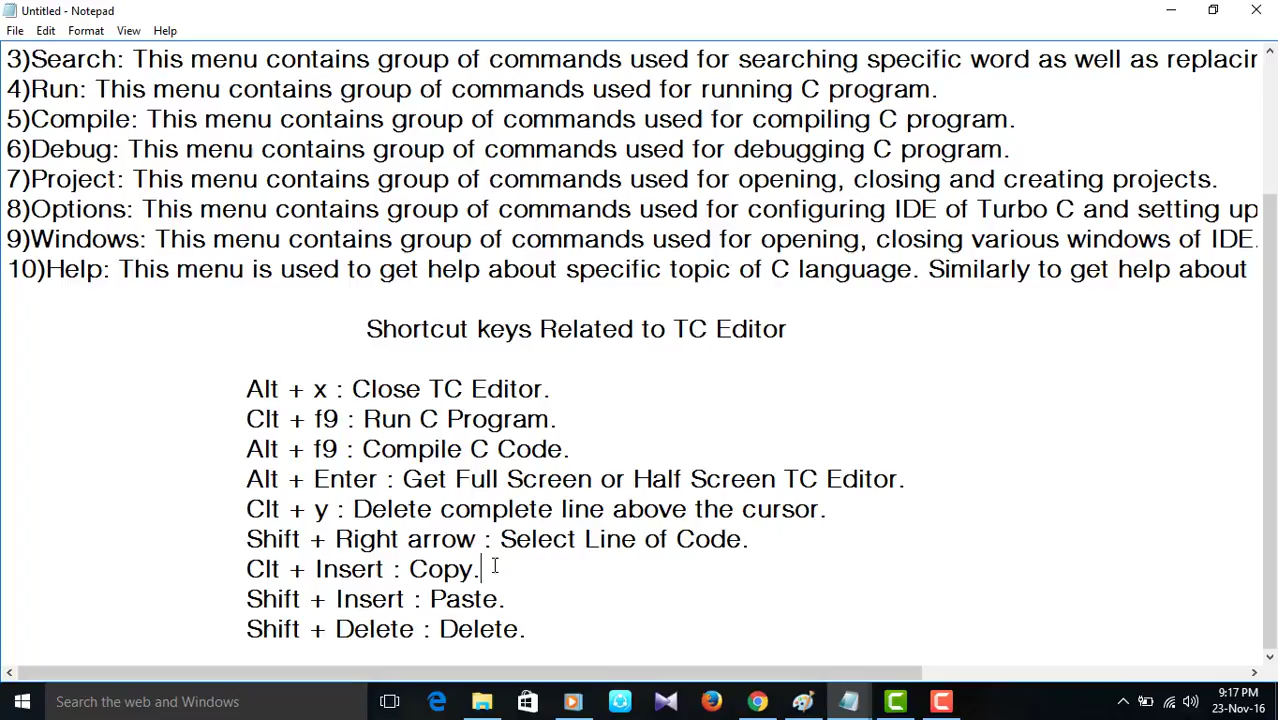 Untitled - Notepad
File Edit Format View Help
3)Search: This menu contains group of commands used for searching specific word as well as replacin
4)Run: This menu contains group of commands used for running C program.
5)Compile: This menu contains group of commands used for compiling C program.
6)Debug: This menu contains group of commands used for debugging C program.
7)Project: This menu contains group of commands used for opening, closing and creating projects.
8)Options: This menu contains group of commands used for configuring IDE of Turbo C and setting up
9)Windows: This menu contains group of commands used for opening, closing various windows of IDE.
10)Help: This menu is used to get help about specific topic of C language. Similarly to get help about
Shortcut keys Related to TC Editor
Alt + x : Close TC Editor.
Clt + f9 : Run C Program.
Alt + f9 : Compile C Code.
Alt + Enter : Get Full Screen or Half Screen TC Editor.
Clt + y : Delete complete line above the cursor.
Shift + Right arrow : Select Line of Code.
Clt + Insert : Copy.
Shift + Insert : Paste.
Shift + Delete : Delete.
Search the web and Windows
9:17 PM
23-Nov-16